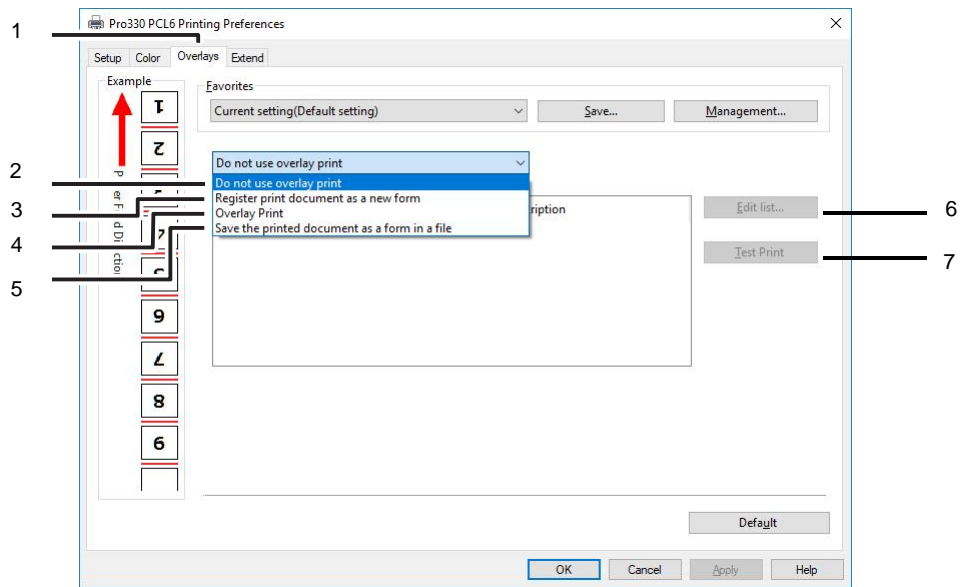 Pro330 PCL6 Printing Preferences
1
Setup Color Overlays Extend
Example
Favorites
Current setting(Default setting)
Save...
Management...
1
2
Do not use overlay print
2
Do not use overlay print
3
Register print document as a new form
4
Overlay Print
5
Save the printed document as a form in a file
ription
Edit list...
6
Test Print
7
6
7
8
9
Default
OK
Cancel
Apply
Help